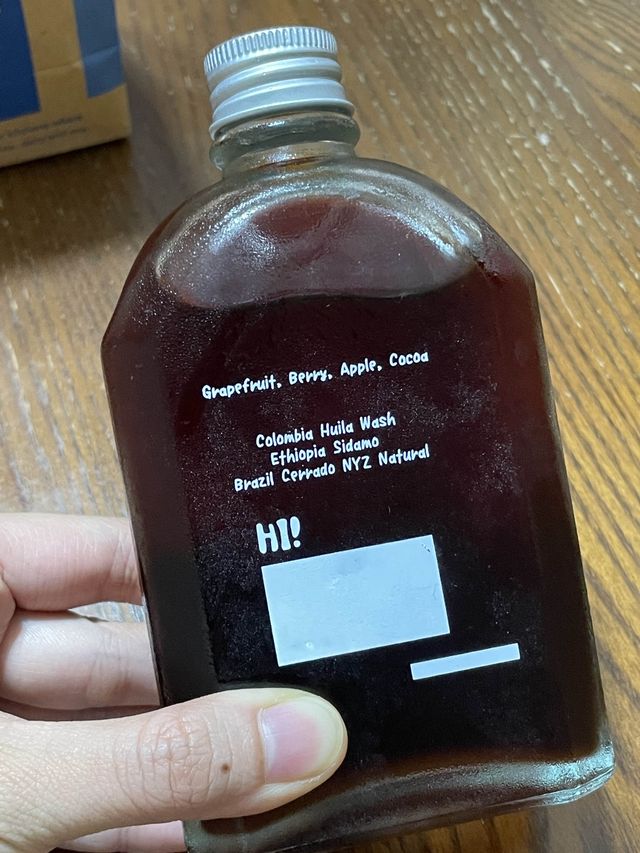 Grapefruit, Berry, Apple, Cocoa
Colombia Huila Wash
Ethiopia Sidamo
Brazil Cerrado NYZ Natural
HI!